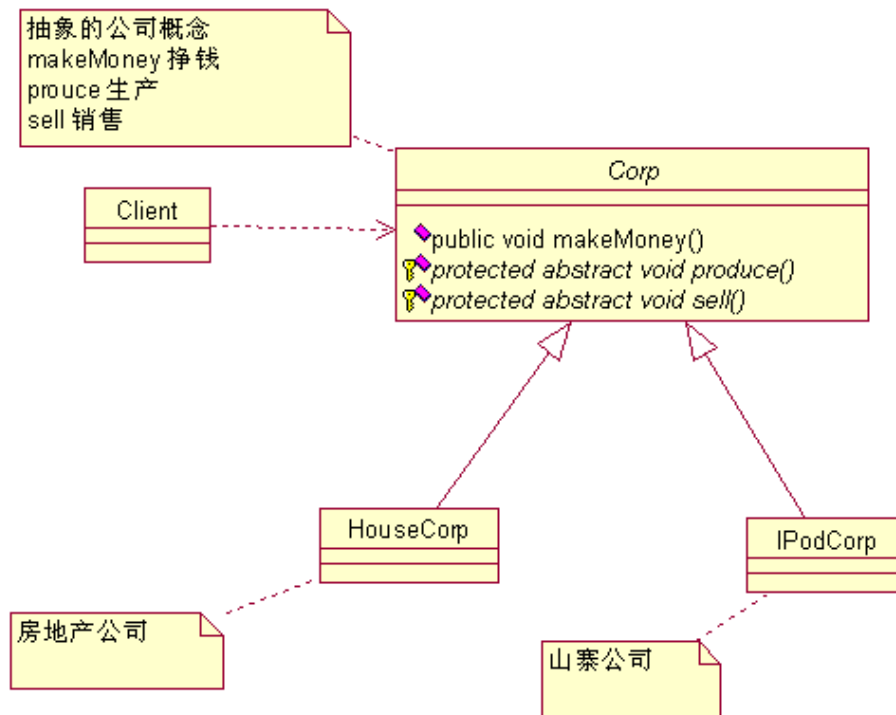 抽象的公司概念
makeMoney 挣钱
prouce 生产
sell 销售
Corp
Client
public void makeMoney()
protected abstract void produce()
protected abstract void sell()
HouseCorp
IPodCorp
房地产公司
山寨公司